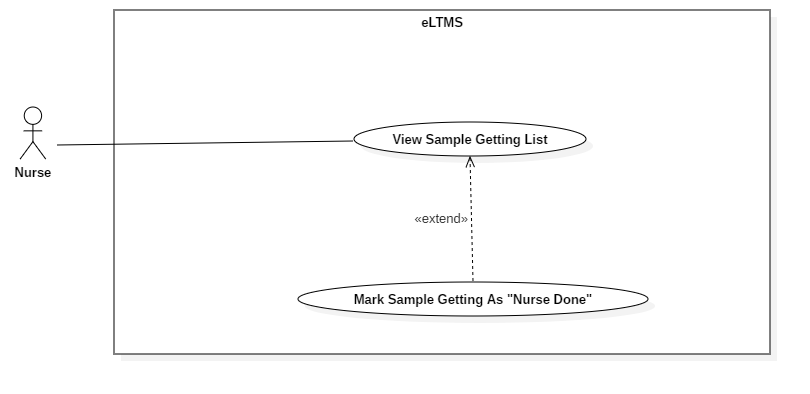 eLTMS
View Sample Getting List
Nurse
«extend»
Mark Sample Getting As "Nurse Done"